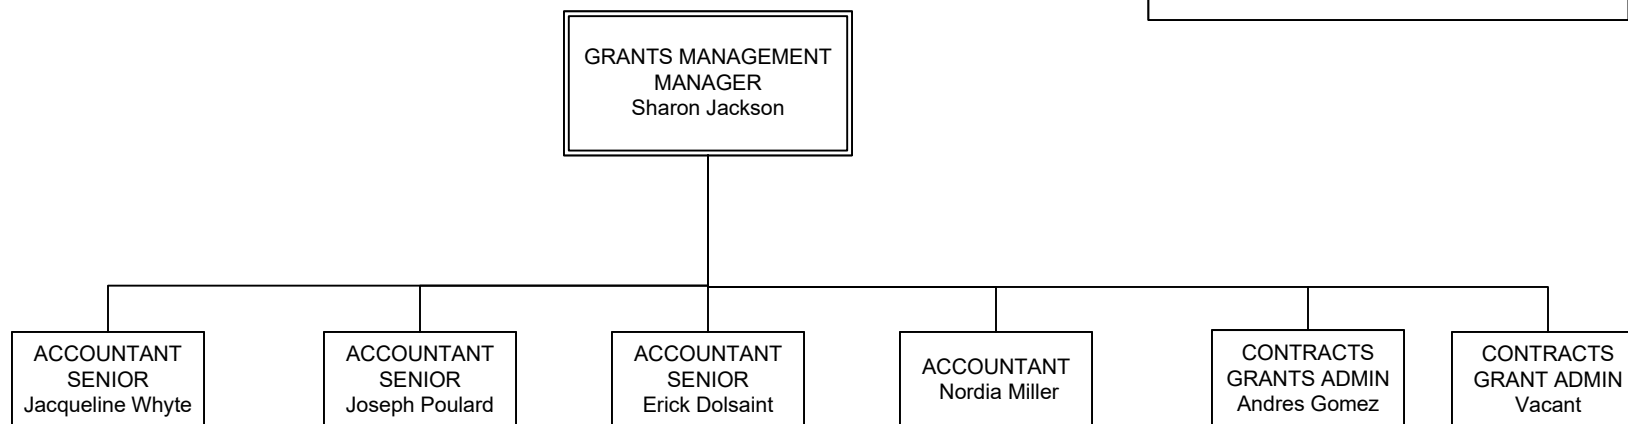 GRANTS MANAGEMENT
MANAGER
Sharon Jackson
ACCOUNTANT
SENIOR
Jacqueline Whyte
ACCOUNTANT
SENIOR
Joseph Poulard
ACCOUNTANT
SENIOR
Erick Dolsaint
ACCOUNTANT
Nordia Miller
CONTRACTS
GRANTS ADMIN
Andres Gomez
CONTRACTS
GRANT ADMIN
Vacant